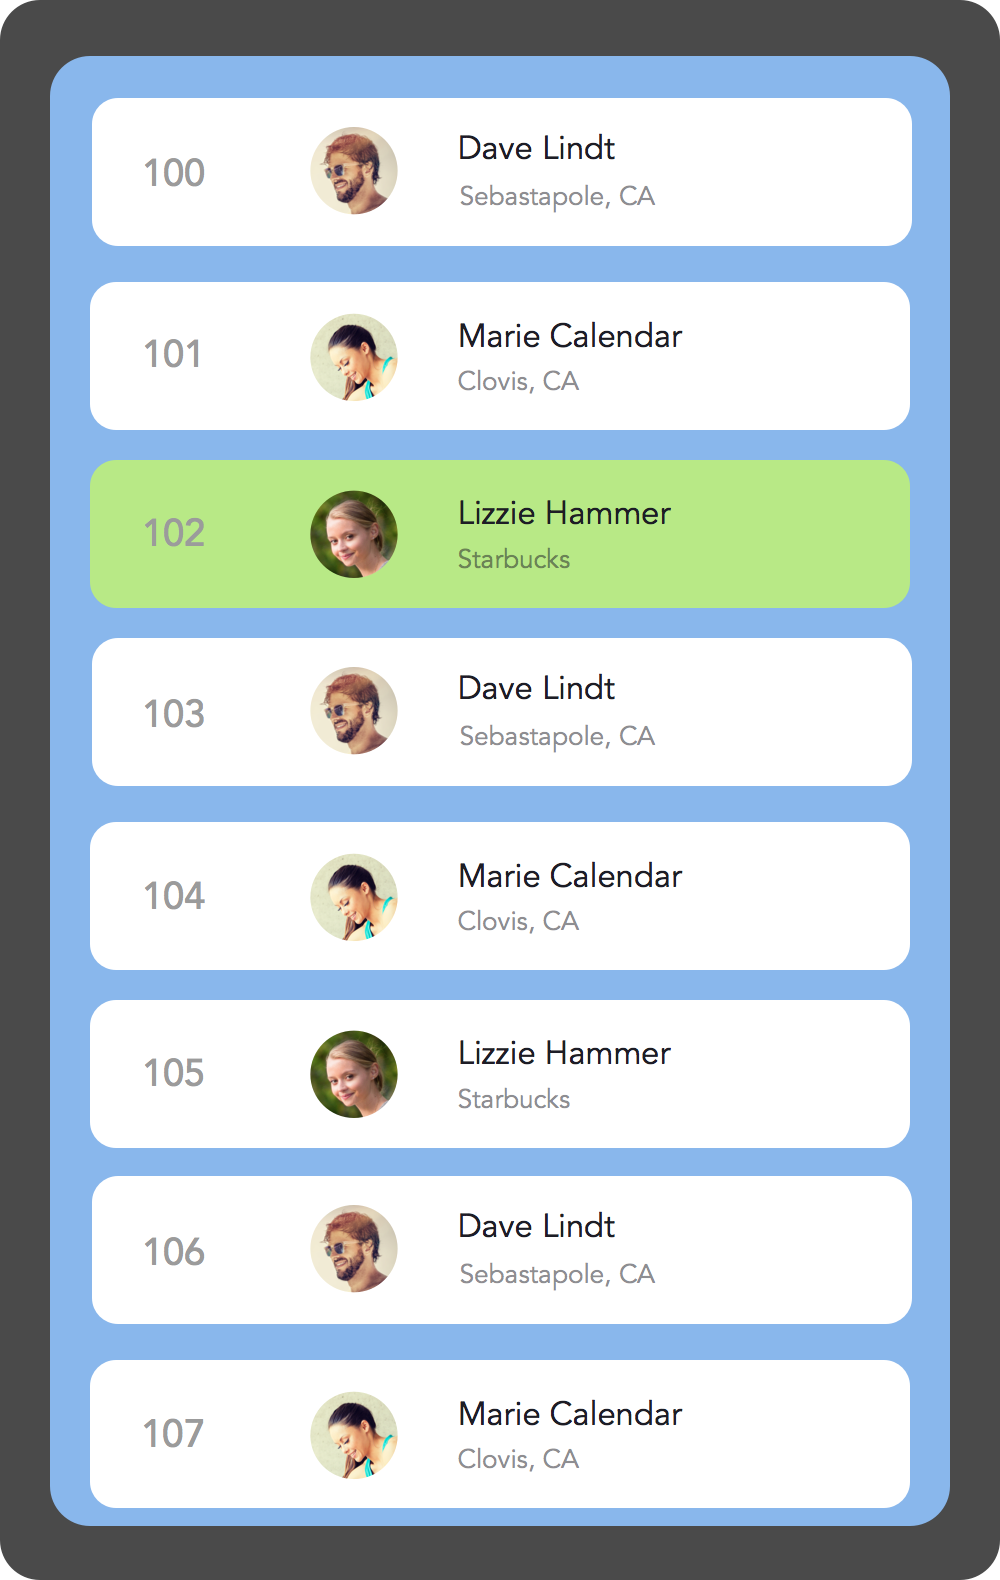 100
Dave Lindt
Sebastapole, CA
101
Marie Calendar
Clovis, CA
102
Lizzie Hammer
Starbucks
103
Dave Lindt
Sebastapole, CA
104
Marie Calendar
Clovis, CA
105
Lizzie Hammer
Starbucks
106
Dave Lindt
Sebastapole, CA
107
Marie Calendar
Clovis, CA